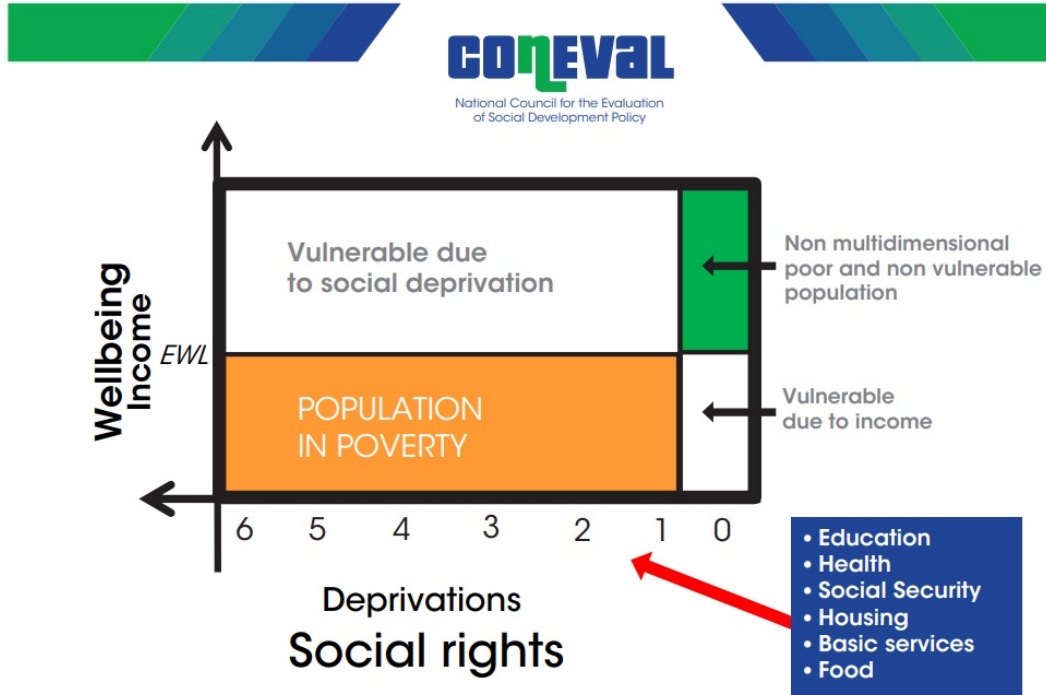 CONEVAL
National Council for the Evaluation
of Social Development Policy
Wellbeing
Income
EWL
Vulnerable due
to social deprivation
Non multidimensional
poor and non vulnerable
population
POPULATION
IN POVERTY
Vulnerable
due to income
6 5 4 3 2 1 0
Deprivations
Social rights
• Education
• Health
• Social Security
• Housing
• Basic services
• Food